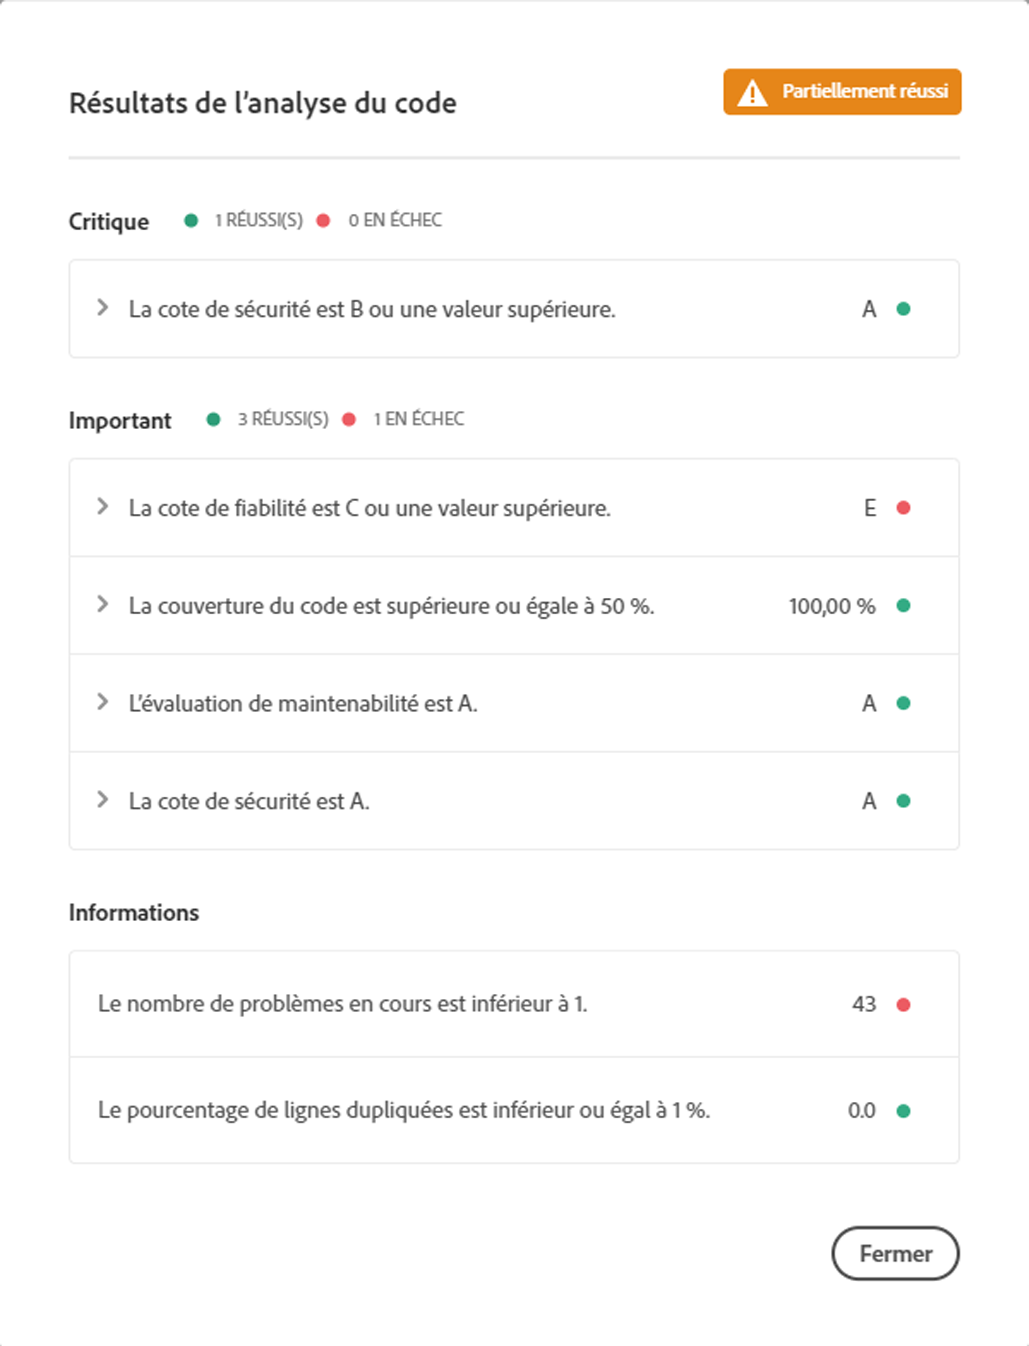 Résultats de l’analyse du code
Partiellement réussi
Critique 1 RÉUSSI(S) 0 EN ÉCHEC
La cote de sécurité est B ou une valeur supérieure. A
Important 3 RÉUSSI(S) 1 EN ÉCHEC
La cote de fiabilité est C ou une valeur supérieure. E
La couverture du code est supérieure ou égale à 50 %. 100,00 %
L’évaluation de maintenabilité est A. A
La cote de sécurité est A. A
Informations
Le nombre de problèmes en cours est inférieur à 1. 43
Le pourcentage de lignes dupliquées est inférieur ou égal à 1 %. 0.0
Fermer